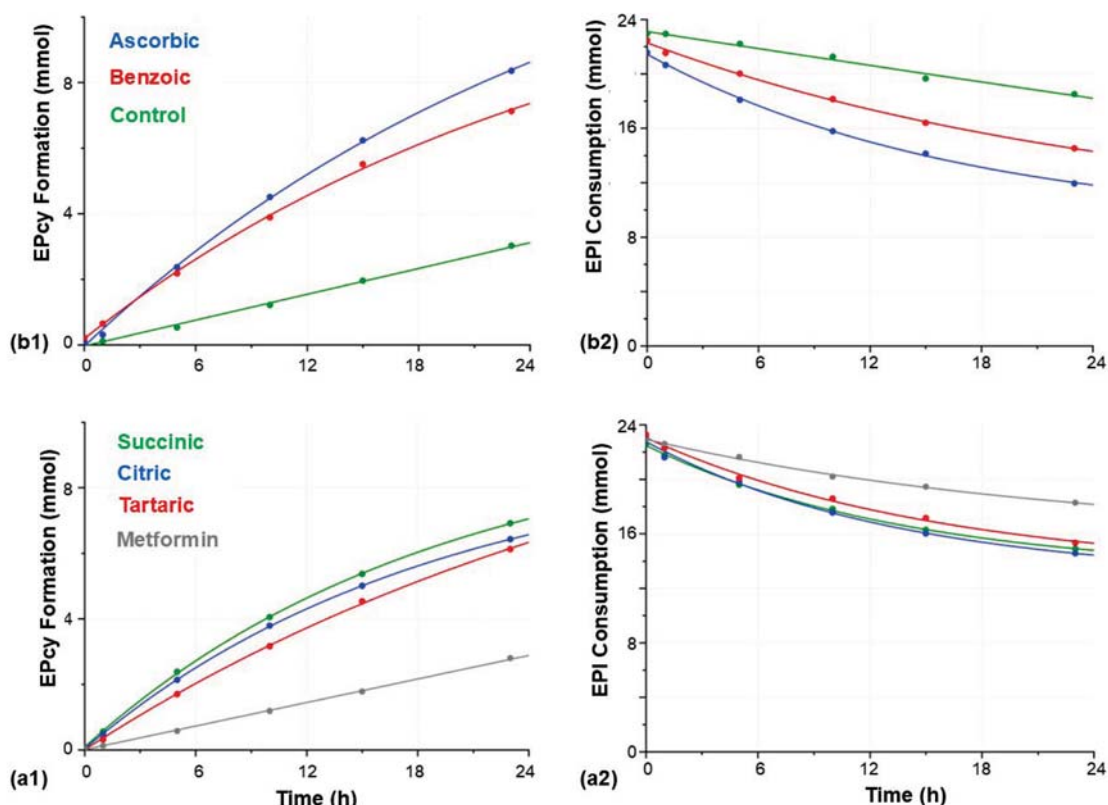 EPcy Formation (mmol)
8
4
0
Ascorbic
Benzoic
Control
(b1)
0
6
12
18
24
EPI Consumption (mmol)
24
16
8
0
(b2)
0
6
12
18
24
EPcy Formation (mmol)
8
4
0
Succinic
Citric
Tartaric
Metformin
(a1)
0
6
12
18
24
Time (h)
EPI Consumption (mmol)
24
16
8
0
(a2)
0
6
12
18
24
Time (h)